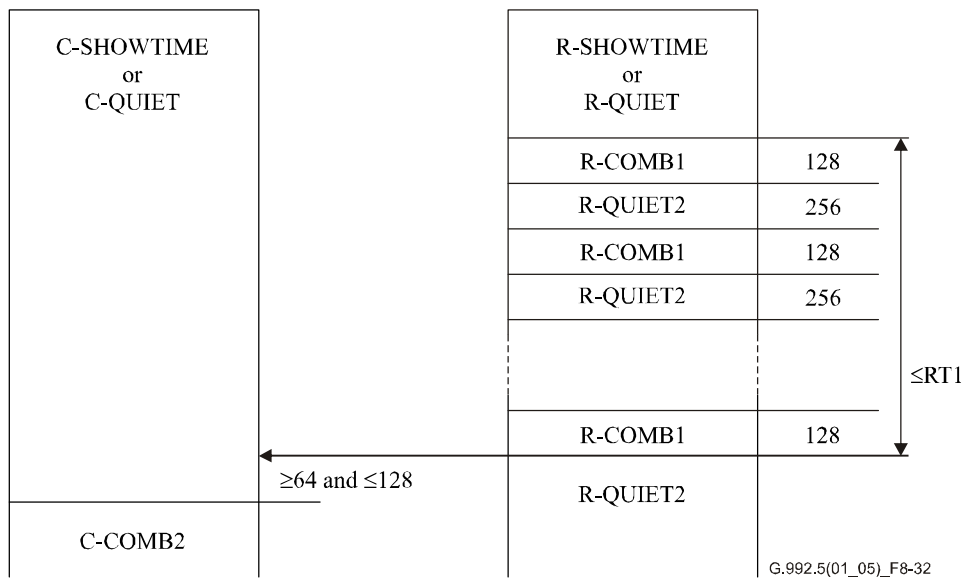 C-SHOWTIME
or
C-QUIET
R-SHOWTIME
or
R-QUIET
R-COMB1 128
R-QUIET2 256
R-COMB1 128
R-QUIET2 256
≤RT1
R-COMB1 128
≥64 and ≤128
R-QUIET2
C-COMB2
G.992.5(01_05)_F8-32